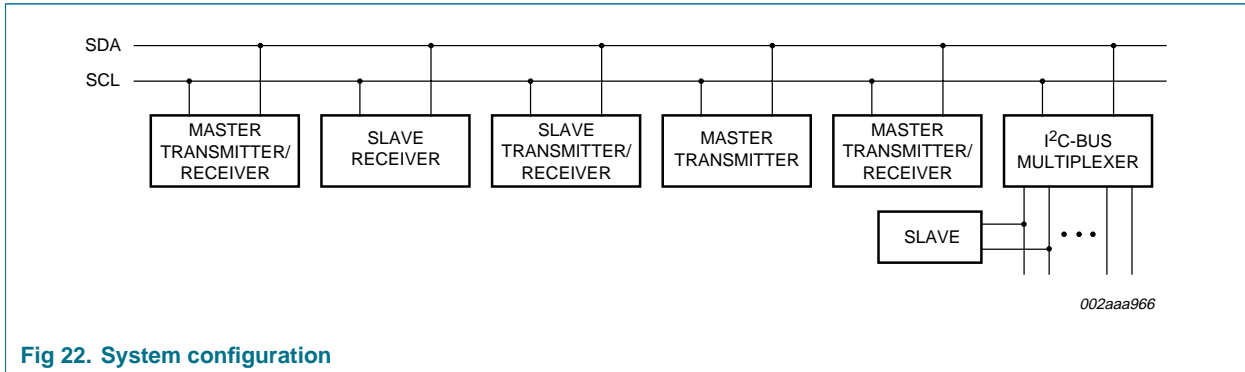 SDA
SCL
MASTER
TRANSMITTER/
RECEIVER
SLAVE
RECEIVER
SLAVE
TRANSMITTER/
RECEIVER
MASTER
TRANSMITTER
MASTER
TRANSMITTER/
RECEIVER
I²C-BUS
MULTIPLEXER
SLAVE
002aaa966
Fig 22. System configuration